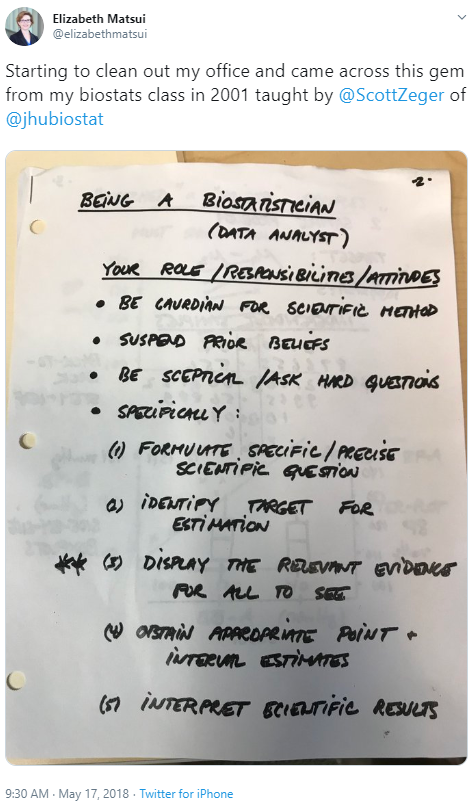 Elizabeth Matsui
@elizabethmatsui
Starting to clean out my office and came across this gem
from my biostats class in 2001 taught by @ScottZeger of
@jhubiostat
-2-
BEING A BIOSTATISTICIAN
(DATA ANALYST)
YOUR ROLE/RESPONSIBILITIES/ATTITUDES
• BE GAURDIAN FOR SCIENTIFIC METHOD
• SUSPEND PRIOR BELIEFS
• BE SCEPTICAL /ASK HARD QUESTIONS
• SPECIFICALLY:
(1) FORMULATE SPECIFIC/PRECISE
SCIENTIFIC QUESTION
2) IDENTIFY TARGET FOR
ESTIMATION
** (3) DISPLAY THE RELEVANT EVIDENCE
FOR ALL TO SEE
(4) OBTAIN APPROPRIATE POINT +
INTERVAL ESTIMATES
(5) INTERPRET SCIENTIFIC RESULTS
9:30 AM · May 17, 2018 · Twitter for iPhone